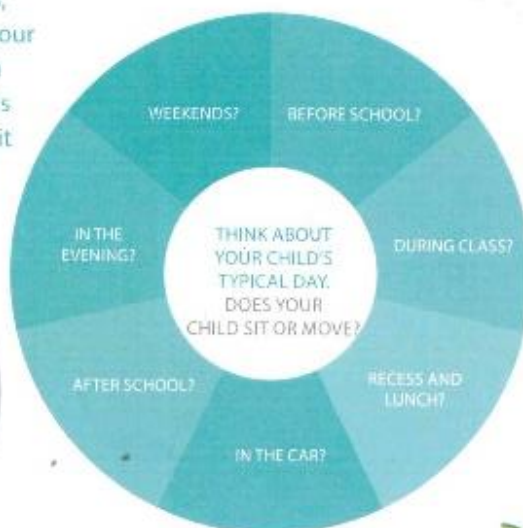 our
s
it
WEEKENDS?
BEFORE SCHOOL?
DURING CLASS?
RECESS AND
LUNCH?
IN THE CAR?
AFTER SCHOOL?
IN THE
EVENING?
THINK ABOUT
YOUR CHILD'S
TYPICAL DAY.
DOES YOUR
CHILD SIT OR MOVE?